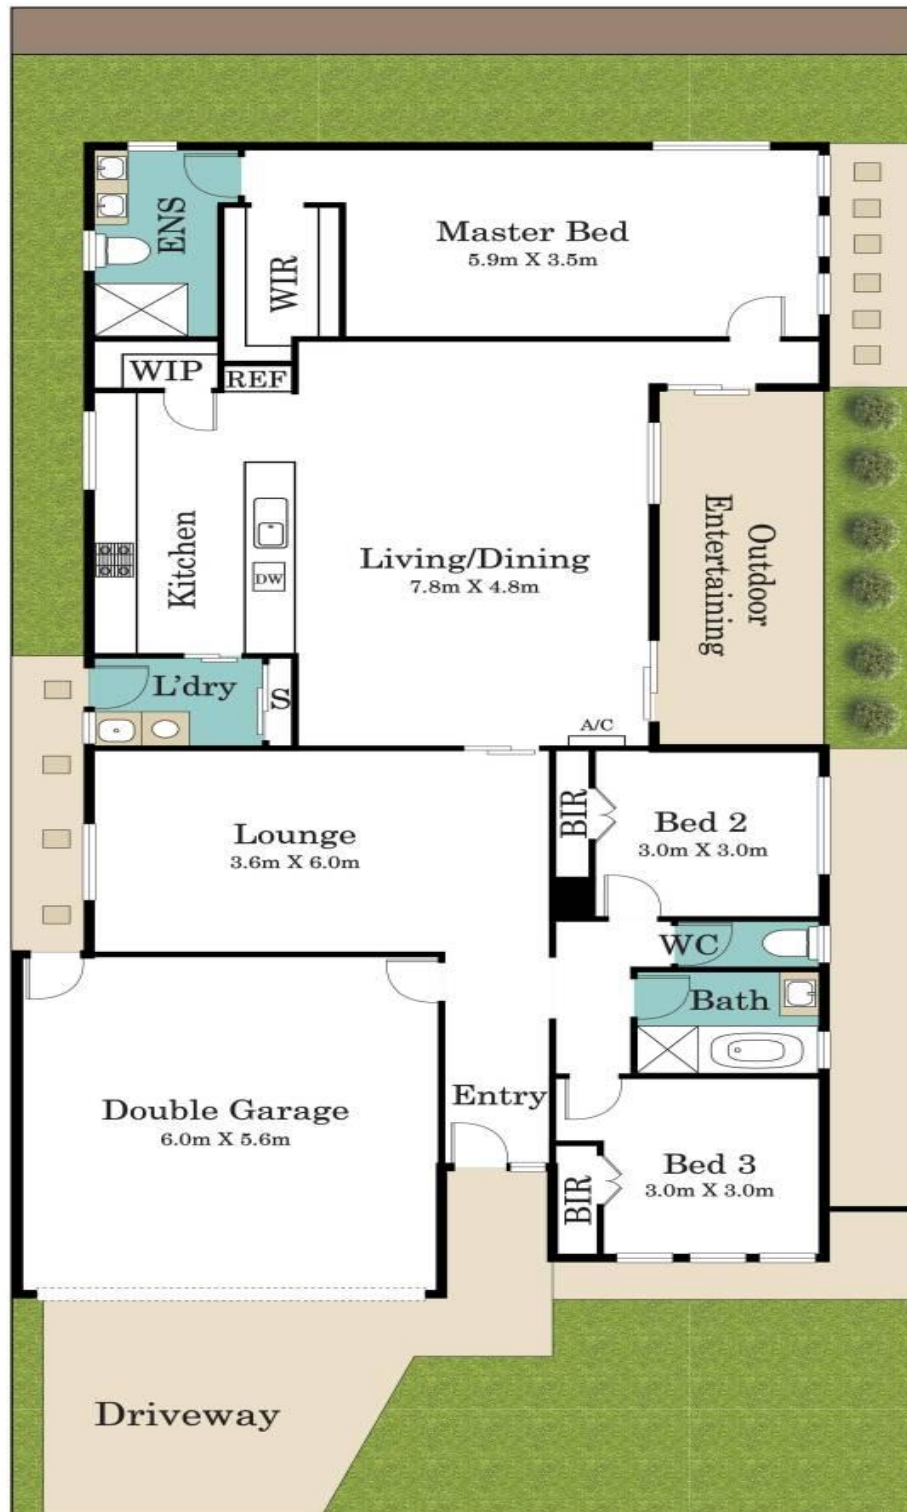 ENS
WIR
Master Bed
5.9m X 3.5m
WIP
REF
Kitchen
DW
Living/Dining
7.8m X 4.8m
Outdoor
Entertaining
L'dry
S
A/C
Lounge
3.6m X 6.0m
BIR
Bed 2
3.0m X 3.0m
WC
Bath
Double Garage
6.0m X 5.6m
Entry
BIR
Bed 3
3.0m X 3.0m
Driveway